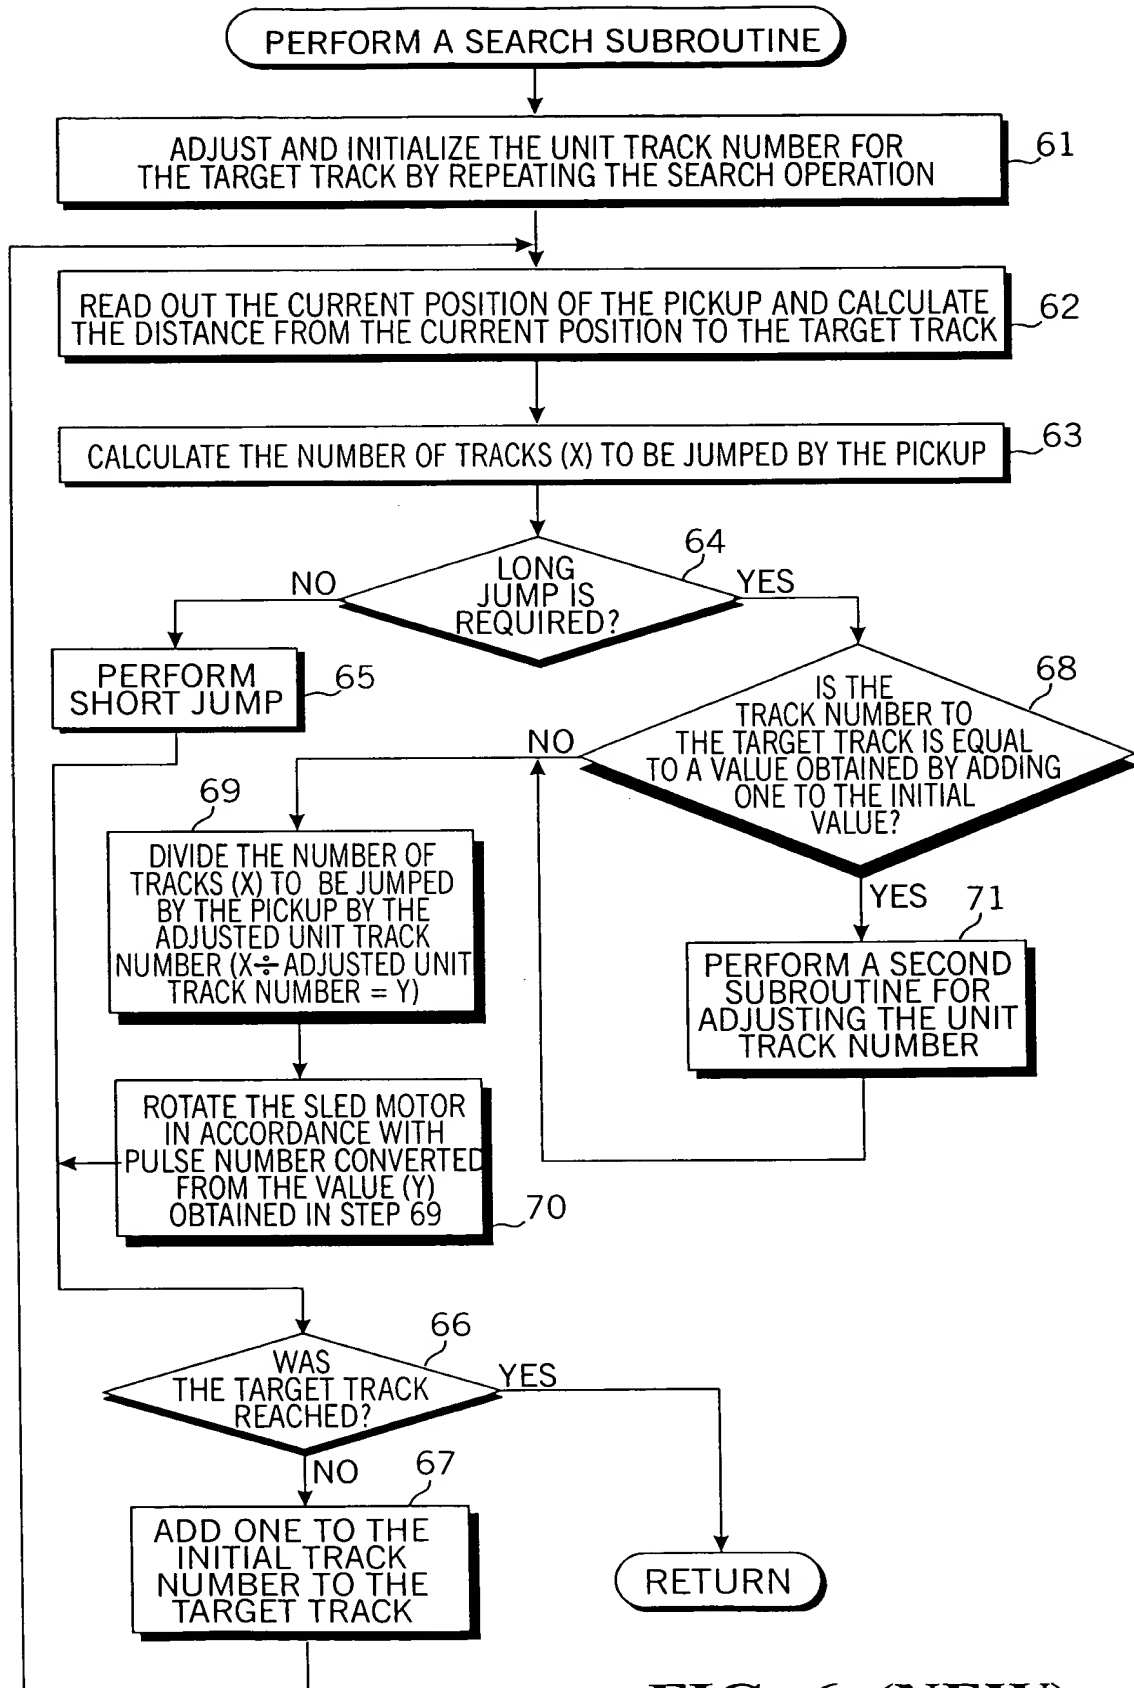 PERFORM A SEARCH SUBROUTINE
ADJUST AND INITIALIZE THE UNIT TRACK NUMBER FOR
THE TARGET TRACK BY REPEATING THE SEARCH OPERATION
61
READ OUT THE CURRENT POSITION OF THE PICKUP AND CALCULATE
THE DISTANCE FROM THE CURRENT POSITION TO THE TARGET TRACK
62
CALCULATE THE NUMBER OF TRACKS (X) TO BE JUMPED BY THE PICKUP
63
64
LONG
JUMP IS
REQUIRED?
NO
YES
PERFORM
SHORT JUMP
65
68
IS THE
TRACK NUMBER TO
THE TARGET TRACK IS EQUAL
TO A VALUE OBTAINED BY ADDING
ONE TO THE INITIAL
VALUE?
NO
YES
69
DIVIDE THE NUMBER OF
TRACKS (X) TO BE JUMPED
BY THE PICKUP BY THE
ADJUSTED UNIT TRACK
NUMBER (X÷ADJUSTED UNIT
TRACK NUMBER = Y)
71
PERFORM A SECOND
SUBROUTINE FOR
ADJUSTING THE UNIT
TRACK NUMBER
ROTATE THE SLED MOTOR
IN ACCORDANCE WITH
PULSE NUMBER CONVERTED
FROM THE VALUE (Y)
OBTAINED IN STEP 69
70
66
WAS
THE TARGET TRACK
REACHED?
YES
NO
67
ADD ONE TO THE
INITIAL TRACK
NUMBER TO THE
TARGET TRACK
RETURN
FIG. 6 (NEW)